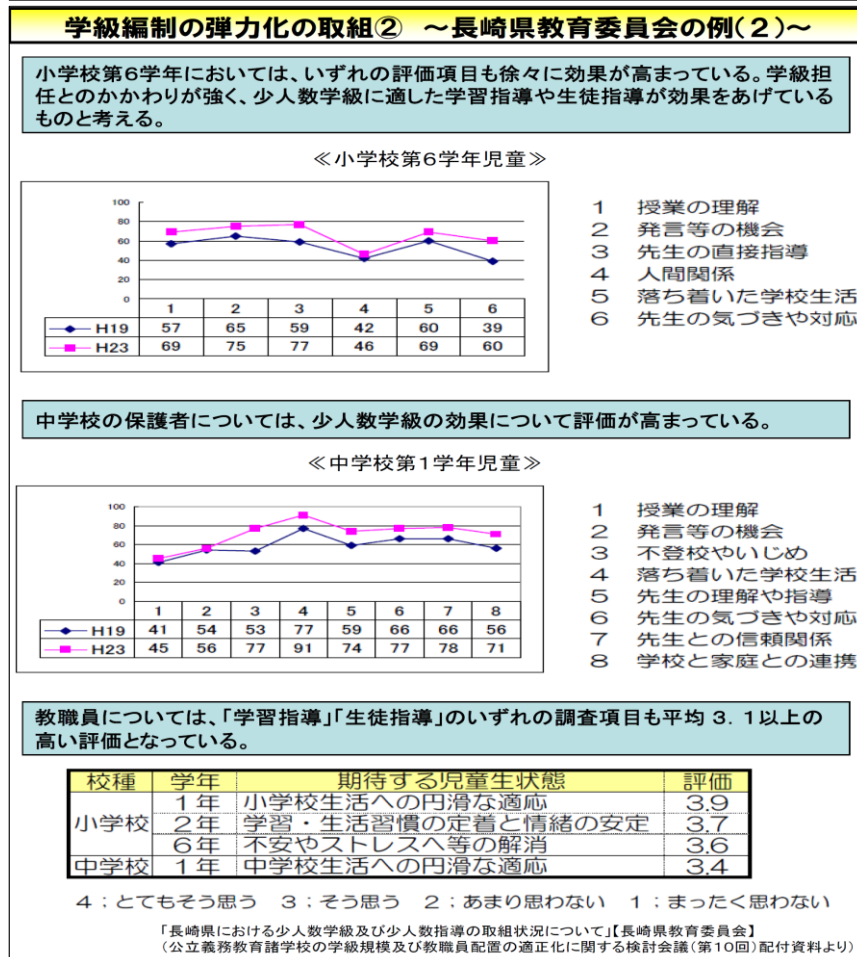 学級編制の弾力化の取組② ～長崎県教育委員会の例(2)～
小学校第6学年においては、いずれの評価項目も徐々に効果が高まっている。学級担
任とのかかわりが強く、少人数学級に適した学習指導や生徒指導が効果をあげている
ものと考える。
≪小学校第6学年児童≫
100
80
60
40
20
0
1 2 3 4 5 6
H19 57 65 59 42 60 39
H23 69 75 77 46 69 60
1 授業の理解
2 発言等の機会
3 先生の直接指導
4 人間関係
5 落ち着いた学校生活
6 先生の気づきや対応
中学校の保護者については、少人数学級の効果について評価が高まっている。
≪中学校第1学年児童≫
100
80
60
40
20
0
1 2 3 4 5 6 7 8
H19 41 54 53 77 59 66 66 56
H23 45 56 77 91 74 77 78 71
1 授業の理解
2 発言等の機会
3 不登校やいじめ
4 落ち着いた学校生活
5 先生の理解や指導
6 先生の気づきや対応
7 先生との信頼関係
8 学校と家庭との連携
教職員については、「学習指導」「生徒指導」のいずれの調査項目も平均 3．1以上の
高い評価となっている。
校種 学年 期待する児童生状態 評価
小学校 1年 小学校生活への円滑な適応 3.9
2年 学習・生活習慣の定着と情緒の安定 3.7
6年 不安やストレスへ等の解消 3.6
中学校 1年 中学校生活への円滑な適応 3.4
4；とてもそう思う 3；そう思う 2；あまり思わない 1；まったく思わない
「長崎県における少人数学級及び少人数指導の取組状況について」【長崎県教育委員会】
（公立義務教育諸学校の学級規模及び教職員配置の適正化に関する検討会議（第10回）配付資料より）